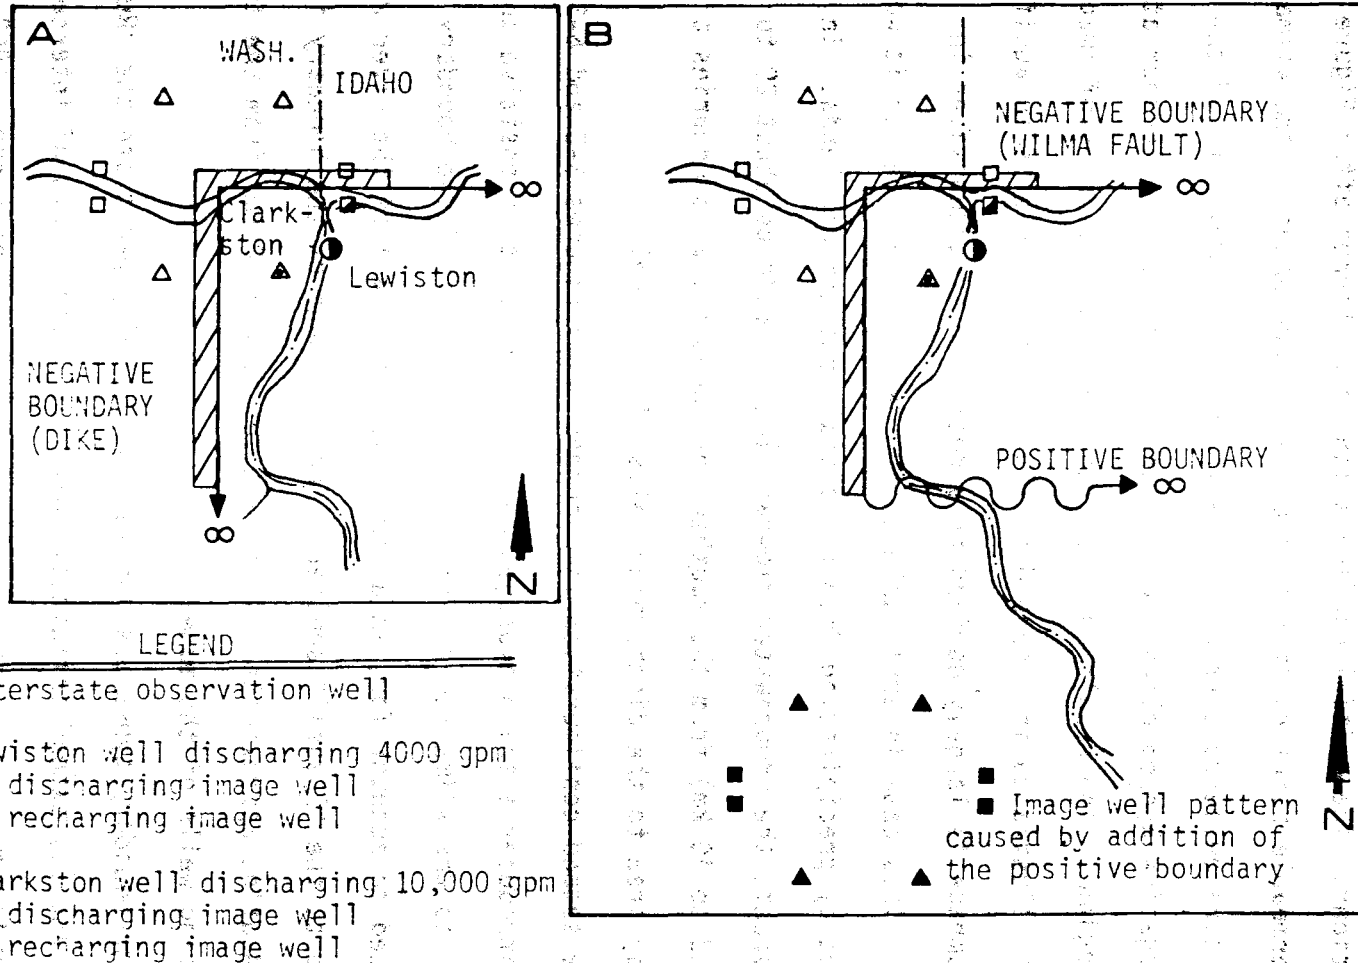 A
WASH.
IDAHO
∞
Clark-
ston
Lewiston
NEGATIVE
BOUNDARY
(DIKE)
∞
N
B
NEGATIVE BOUNDARY
(WILMA FAULT)
∞
POSITIVE BOUNDARY
∞
Image well pattern
caused by addition of
the positive boundary
N
LEGEND
terstate observation well
wiston well discharging 4000 gpm
discharging image well
recharging image well
arkston well discharging 10,000 gpm
discharging image well
recharging image well